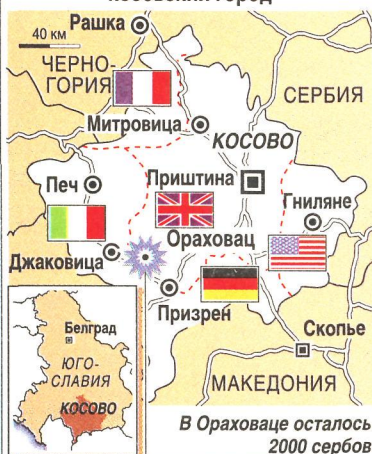 Рашка
40 км
ЧЕРНО-
ГОРИЯ
СЕРБИЯ
Митровица
КОСОВО
Печ
Приштина
Гниляне
Ораховац
Джаковица
Призрен
Скопье
МАКЕДОНИЯ
Белград
ЮГО-
СЛАВИЯ
КОСОВО
В Ораховаце осталось
2000 сербов